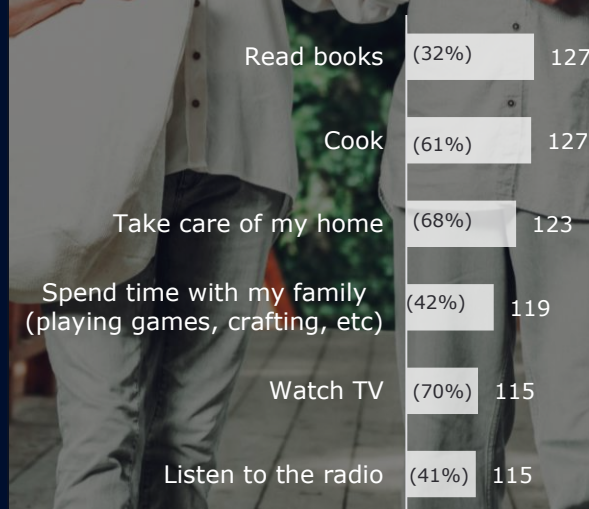 Read books (32%) 127
Cook (61%) 127
Take care of my home (68%) 123
Spend time with my family
(playing games, crafting, etc) (42%) 119
Watch TV (70%) 115
Listen to the radio (41%) 115